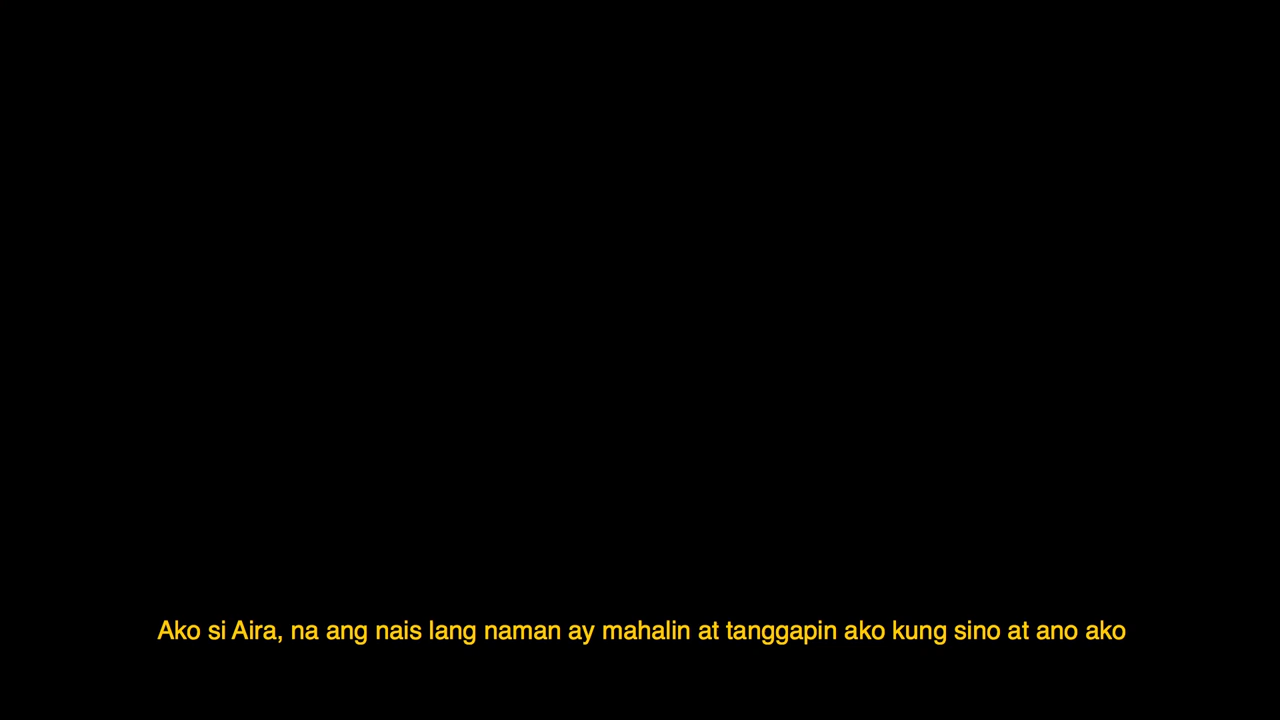 Ako si Aira, na ang nais lang naman ay mahalin at tanggapin ako kung sino at ano ako